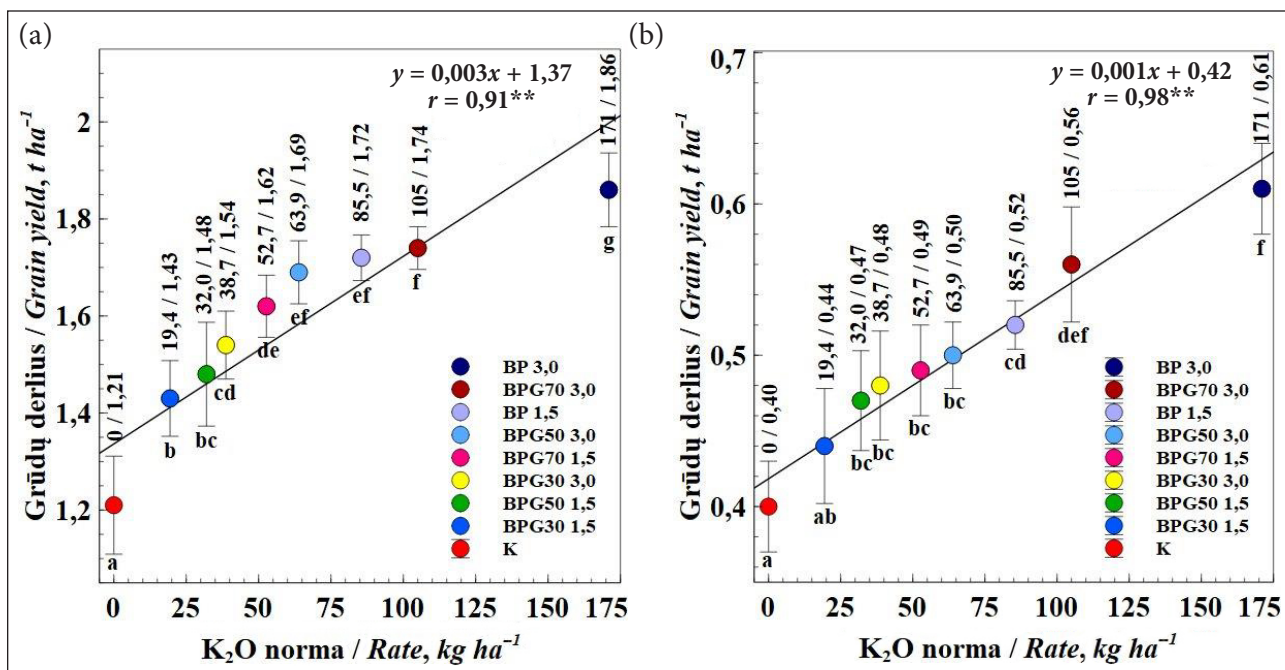 (a)
y = 0,003x + 1,37
r = 0,91**
Grūdų derlius / Grain yield, t ha⁻¹
2
1,8
1,6
1,4
1,2
0 / 1,21
19,4 / 1,43
32,0 / 1,48
38,7 / 1,54
52,7 / 1,62
63,9 / 1,69
85,5 / 1,72
105 / 1,74
171 / 1,86
a
b
bc
cd
de
ef
ef
f
g
BP 3,0
BPG70 3,0
BP 1,5
BPG50 3,0
BPG70 1,5
BPG30 3,0
BPG50 1,5
BPG30 1,5
K
0 25 50 75 100 125 150 175
K₂O norma / Rate, kg ha⁻¹
(b)
y = 0,001x + 0,42
r = 0,98**
Grūdų derlius / Grain yield, t ha⁻¹
0,7
0,6
0,5
0,4
0 / 0,40
19,4 / 0,44
32,0 / 0,47
38,7 / 0,48
52,7 / 0,49
63,9 / 0,50
85,5 / 0,52
105 / 0,56
171 / 0,61
a
ab
bc
bc
bc
bc
cd
def
f
BP 3,0
BPG70 3,0
BP 1,5
BPG50 3,0
BPG70 1,5
BPG30 3,0
BPG50 1,5
BPG30 1,5
K
0 25 50 75 100 125 150 175
K₂O norma / Rate, kg ha⁻¹